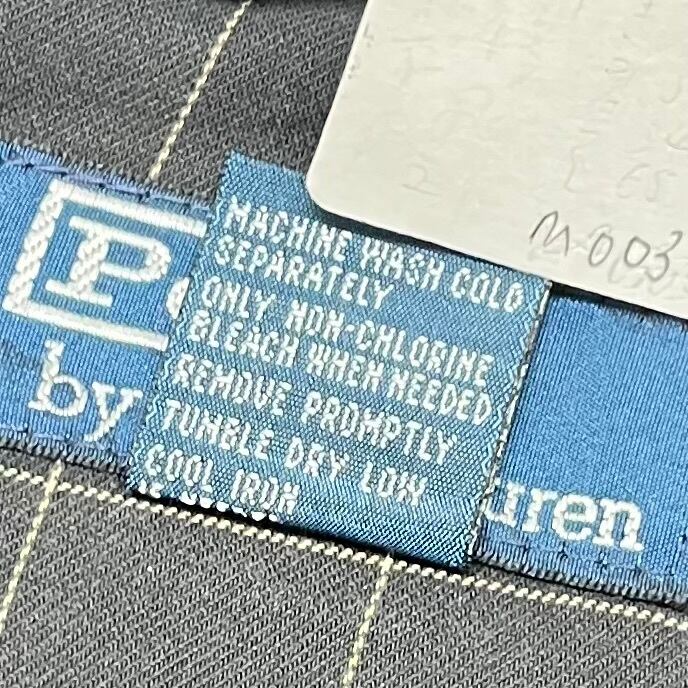 P
by
uren
MACHINE WASH COLD
SEPARATELY
ONLY NON-CHLORINE
BLEACH WHEN NEEDED
REMOVE PROMPTLY
TUMBLE DRY LOW
COOL IRON
M003